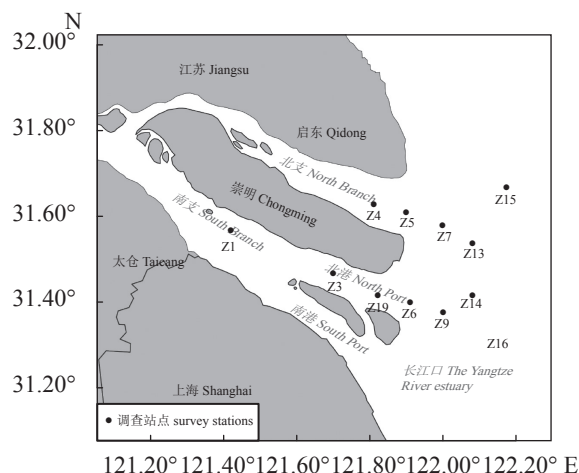 N
32.00°
江苏 Jiangsu
31.80°
启东 Qidong
北支 North Branch
崇明 Chongming
Z15
Z4
Z5
31.60°
南支 South Branch
Z7
Z1
Z13
太仓 Taicang
北港 North Port
Z3
31.40°
Z19
Z6
Z14
Z9
南港 South Port
Z16
长江口 The Yangtze
River estuary
31.20°
上海 Shanghai
● 调查站点 survey stations
121.20° 121.40° 121.60° 121.80° 122.00° 122.20° E